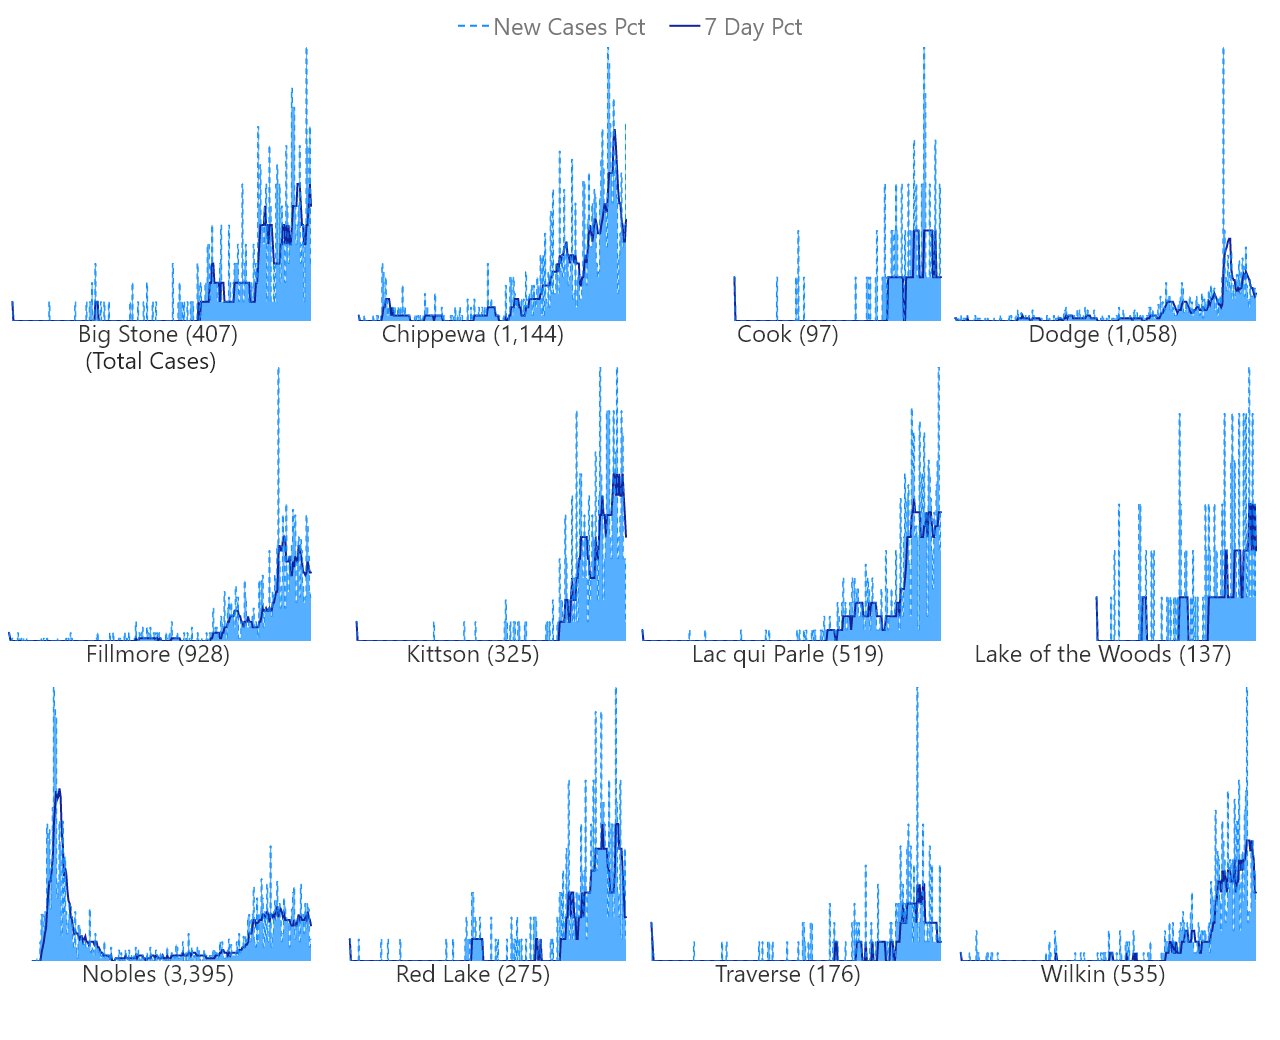 New Cases Pct 7 Day Pct
Big Stone (407) Chippewa (1,144) Cook (97) Dodge (1,058)
(Total Cases)
Fillmore (928) Kittson (325) Lac qui Parle (519) Lake of the Woods (137)
Nobles (3,395) Red Lake (275) Traverse (176) Wilkin (535)